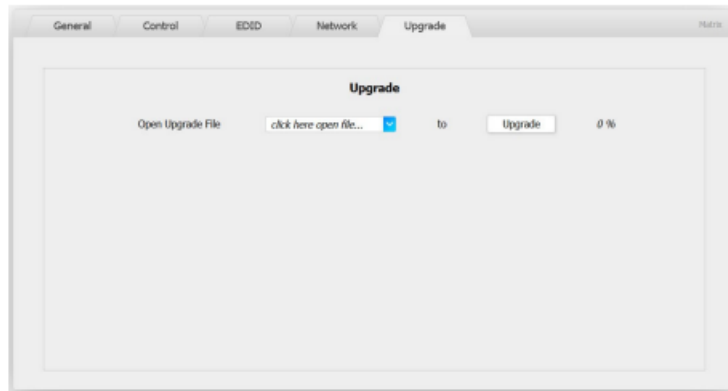 General Control EDID Network Upgrade Matrix
Upgrade
Open Upgrade File click here open file... to Upgrade 0 %